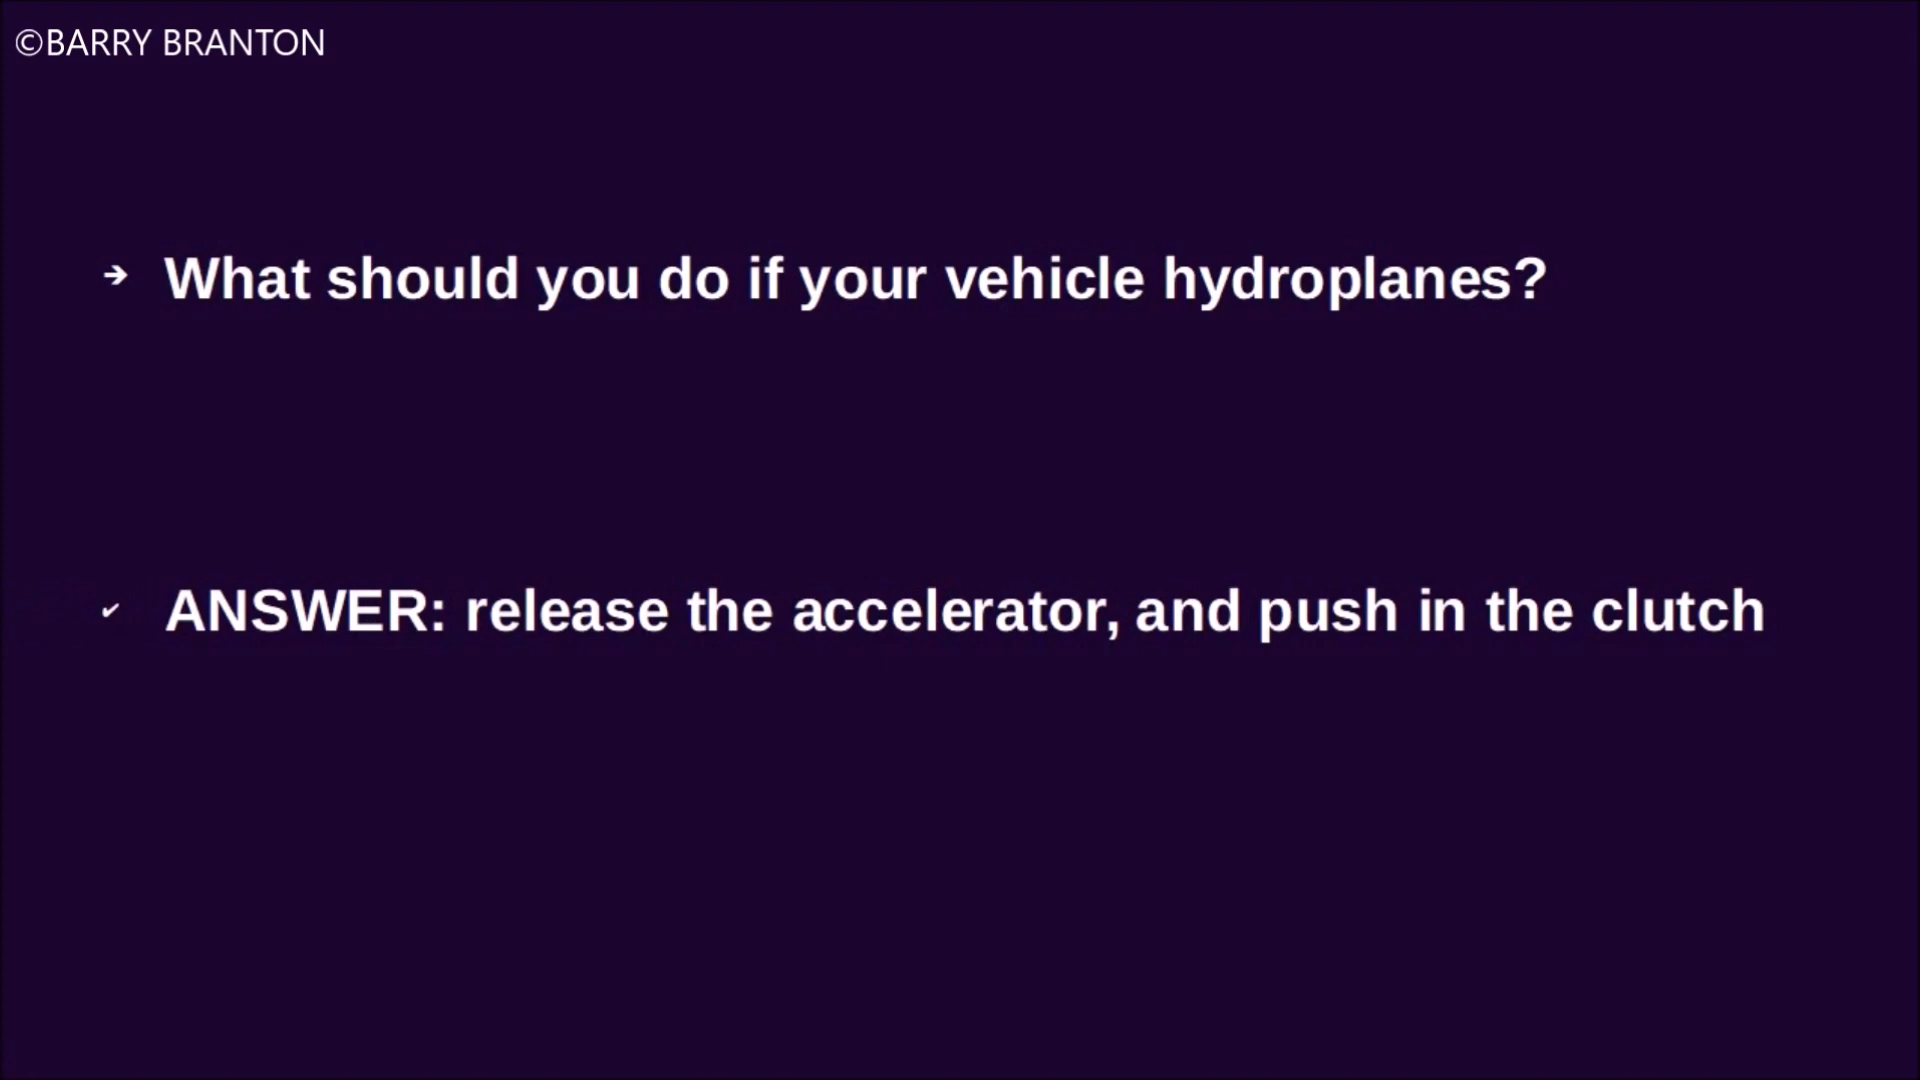 ©BARRY BRANTON
➔ What should you do if your vehicle hydroplanes?
✔ ANSWER: release the accelerator, and push in the clutch